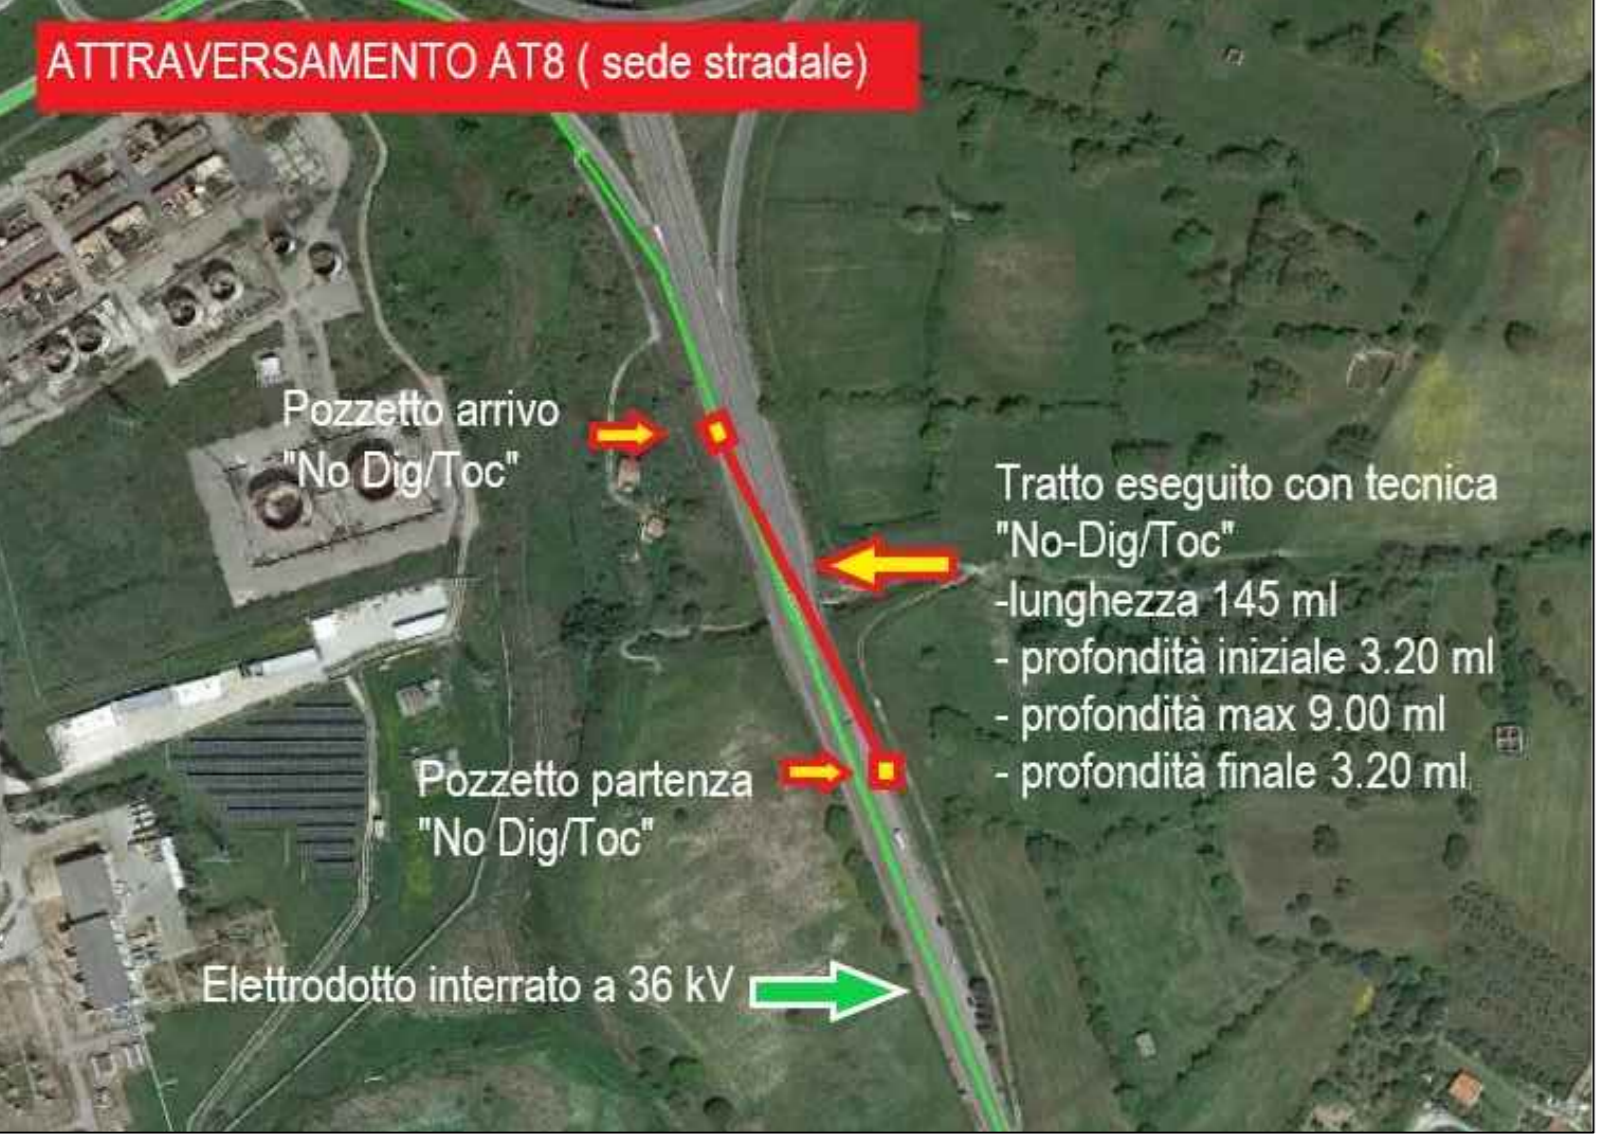 ATTRAVERSAMENTO AT8 ( sede stradale)
Pozzetto arrivo
"No Dig/Toc"
Tratto eseguito con tecnica
"No-Dig/Toc"
-lunghezza 145 ml
- profondità iniziale 3.20 ml
- profondità max 9.00 ml
- profondità finale 3.20 ml
Pozzetto partenza
"No Dig/Toc"
Elettrodotto interrato a 36 kV